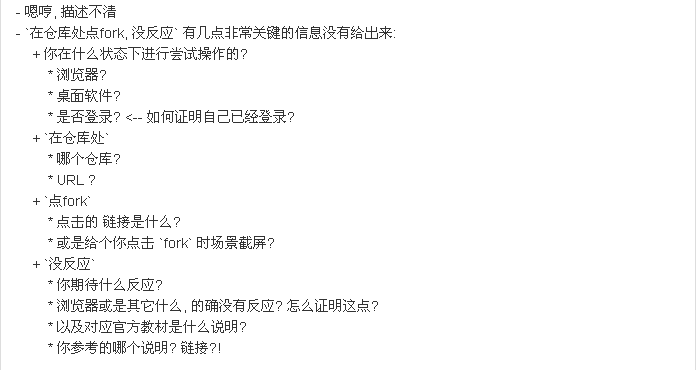 - 嗯哼, 描述不清
- `在仓库处点fork, 没反应` 有几点非常关键的信息没有给出来:
+ 你在什么状态下进行尝试操作的?
* 浏览器?
* 桌面软件?
* 是否登录? <-- 如何证明自己已经登录?
+ `在仓库处`
* 哪个仓库?
* URL ?
+ `点fork`
* 点击的 链接是什么?
* 或是给个你点击 `fork` 时场景截屏?
+ `没反应`
* 你期待什么反应?
* 浏览器或是其它什么, 的确没有反应? 怎么证明这点?
* 以及对应官方教材是什么说明?
* 你参考的哪个说明? 链接?!